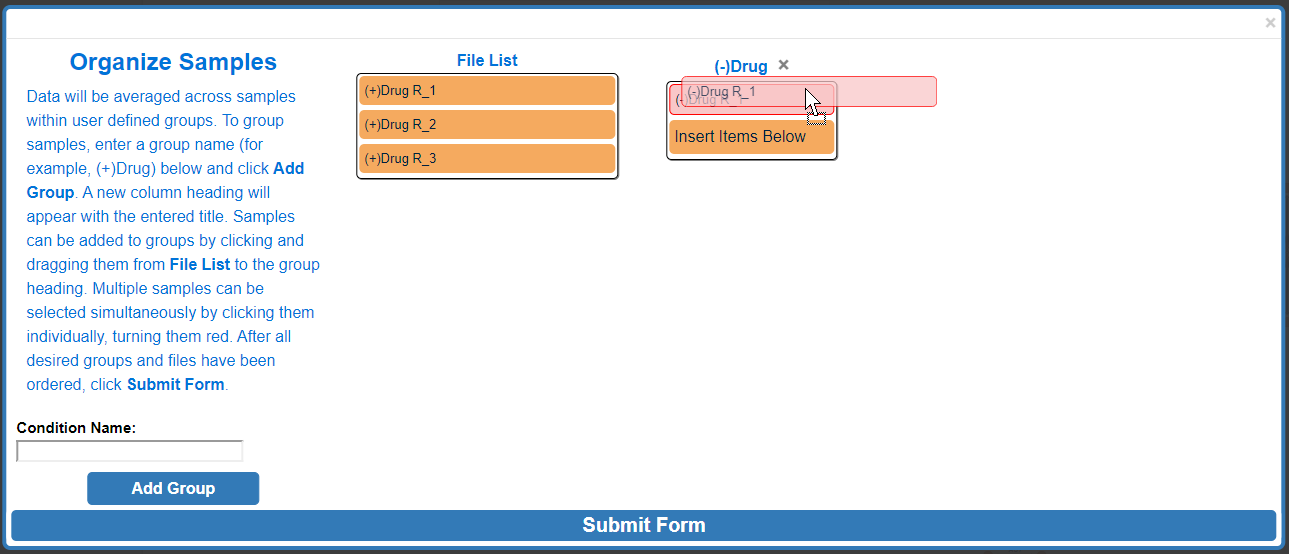 ×
Organize Samples
Data will be averaged across samples
within user defined groups. To group
samples, enter a group name (for
example, (+)Drug) below and click Add
Group. A new column heading will
appear with the entered title. Samples
can be added to groups by clicking and
dragging them from File List to the group
heading. Multiple samples can be
selected simultaneously by clicking them
individually, turning them red. After all
desired groups and files have been
ordered, click Submit Form.
Condition Name:
Add Group
File List
(+)Drug R_1
(+)Drug R_2
(+)Drug R_3
(-)Drug ×
(-)Drug R_1
(-)Drug R_1
Insert Items Below
Submit Form